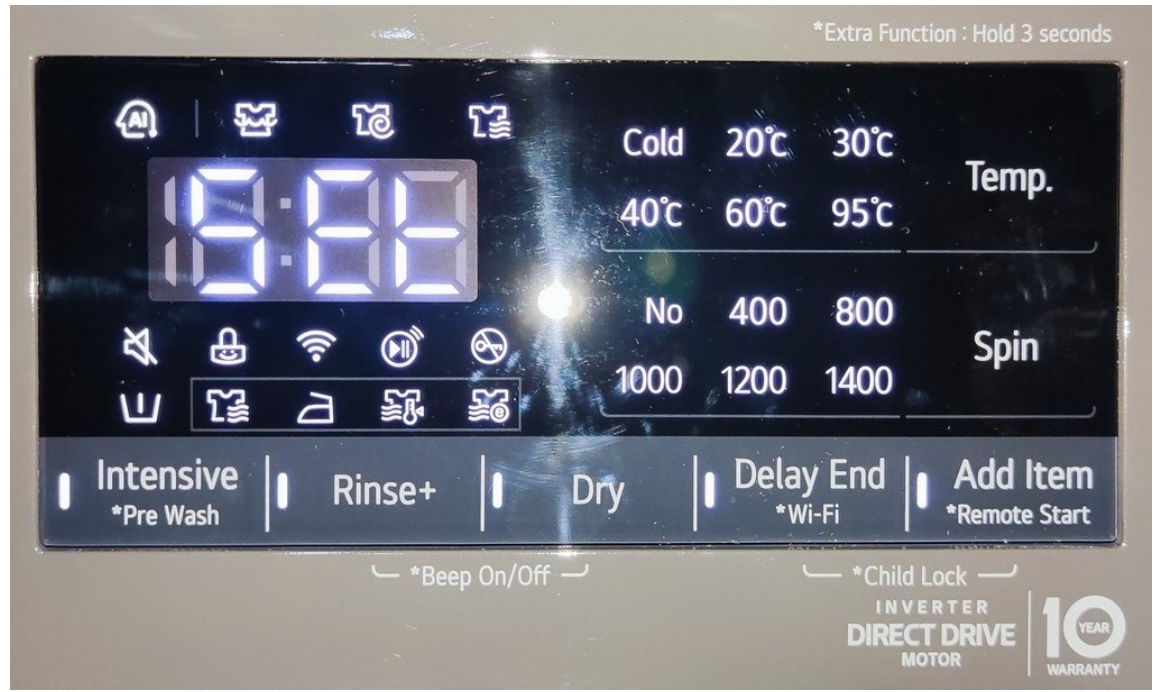 *Extra Function : Hold 3 seconds
AI
SEt
Cold 20℃ 30℃
40℃ 60℃ 95℃
Temp.
No 400 800
1000 1200 1400
Spin
e
Intensive
*Pre Wash
Rinse+
Dry
Delay End
*Wi-Fi
Add Item
*Remote Start
*Beep On/Off
*Child Lock
INVERTER
DIRECT DRIVE
MOTOR
10
YEAR
WARRANTY